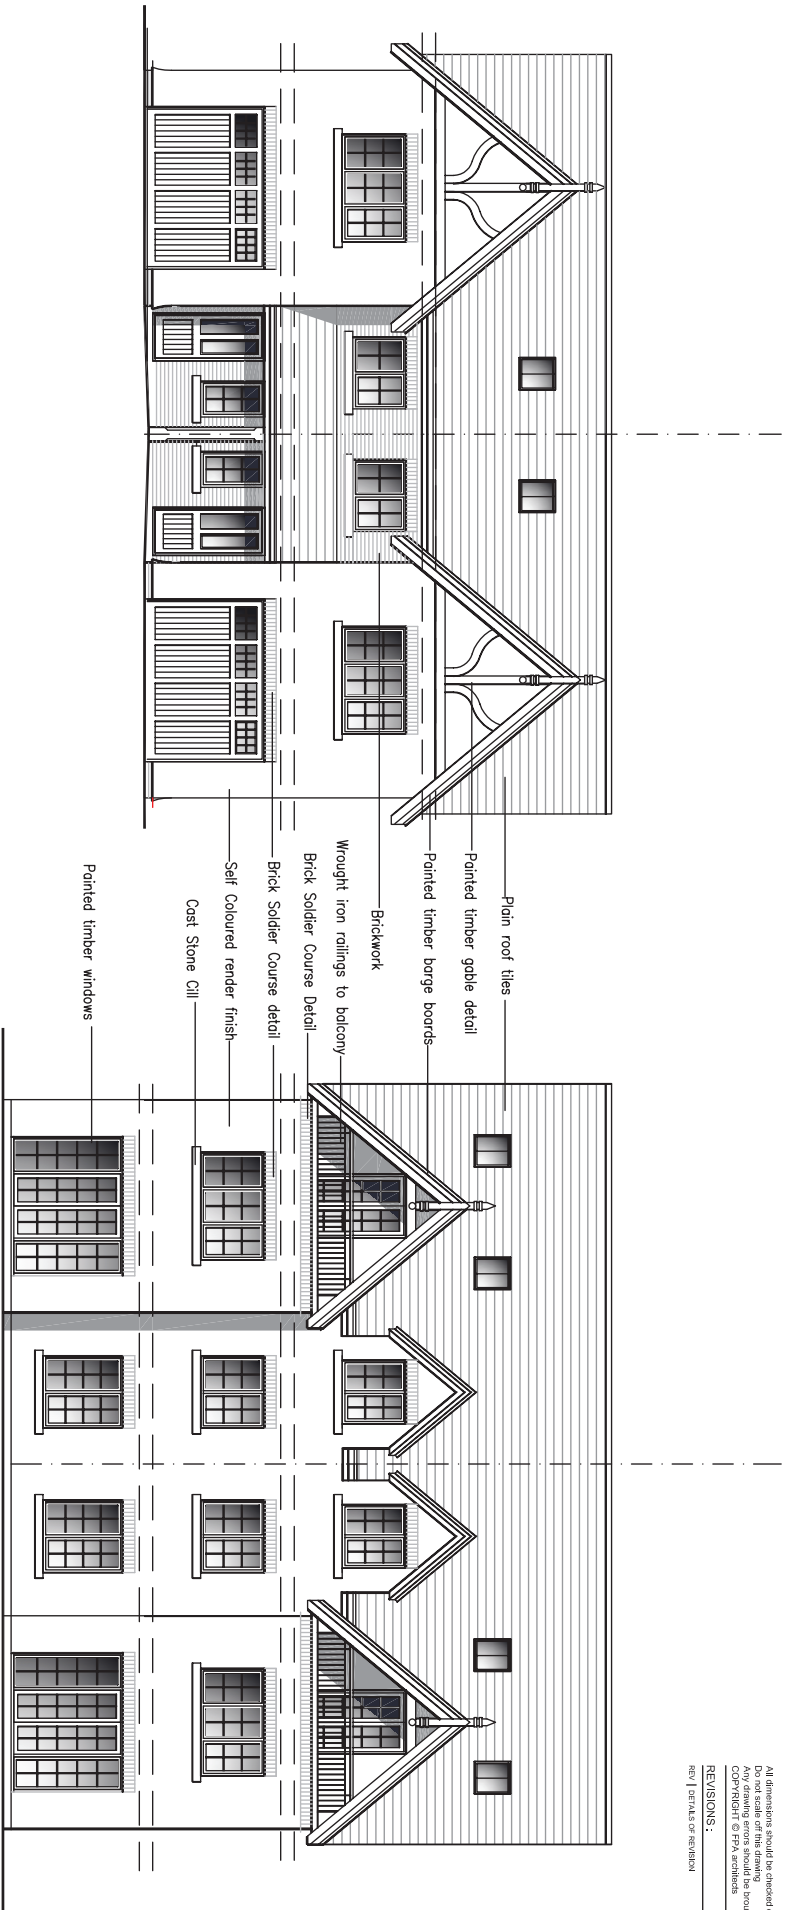 All dimensions should be checked
Do not scale off this drawing
Any drawing errors should be brou
COPYRIGHT © FPA architects
REVISIONS :
REV | DETAILS OF REVISION
Plain roof tiles
Painted timber gable detail
Painted timber barge boards
Brickwork
Wrought iron railings to balcony
Brick Soldier Course Detail
Brick Soldier Course detail
Self Coloured render finish
Cast Stone Cill
Painted timber windows